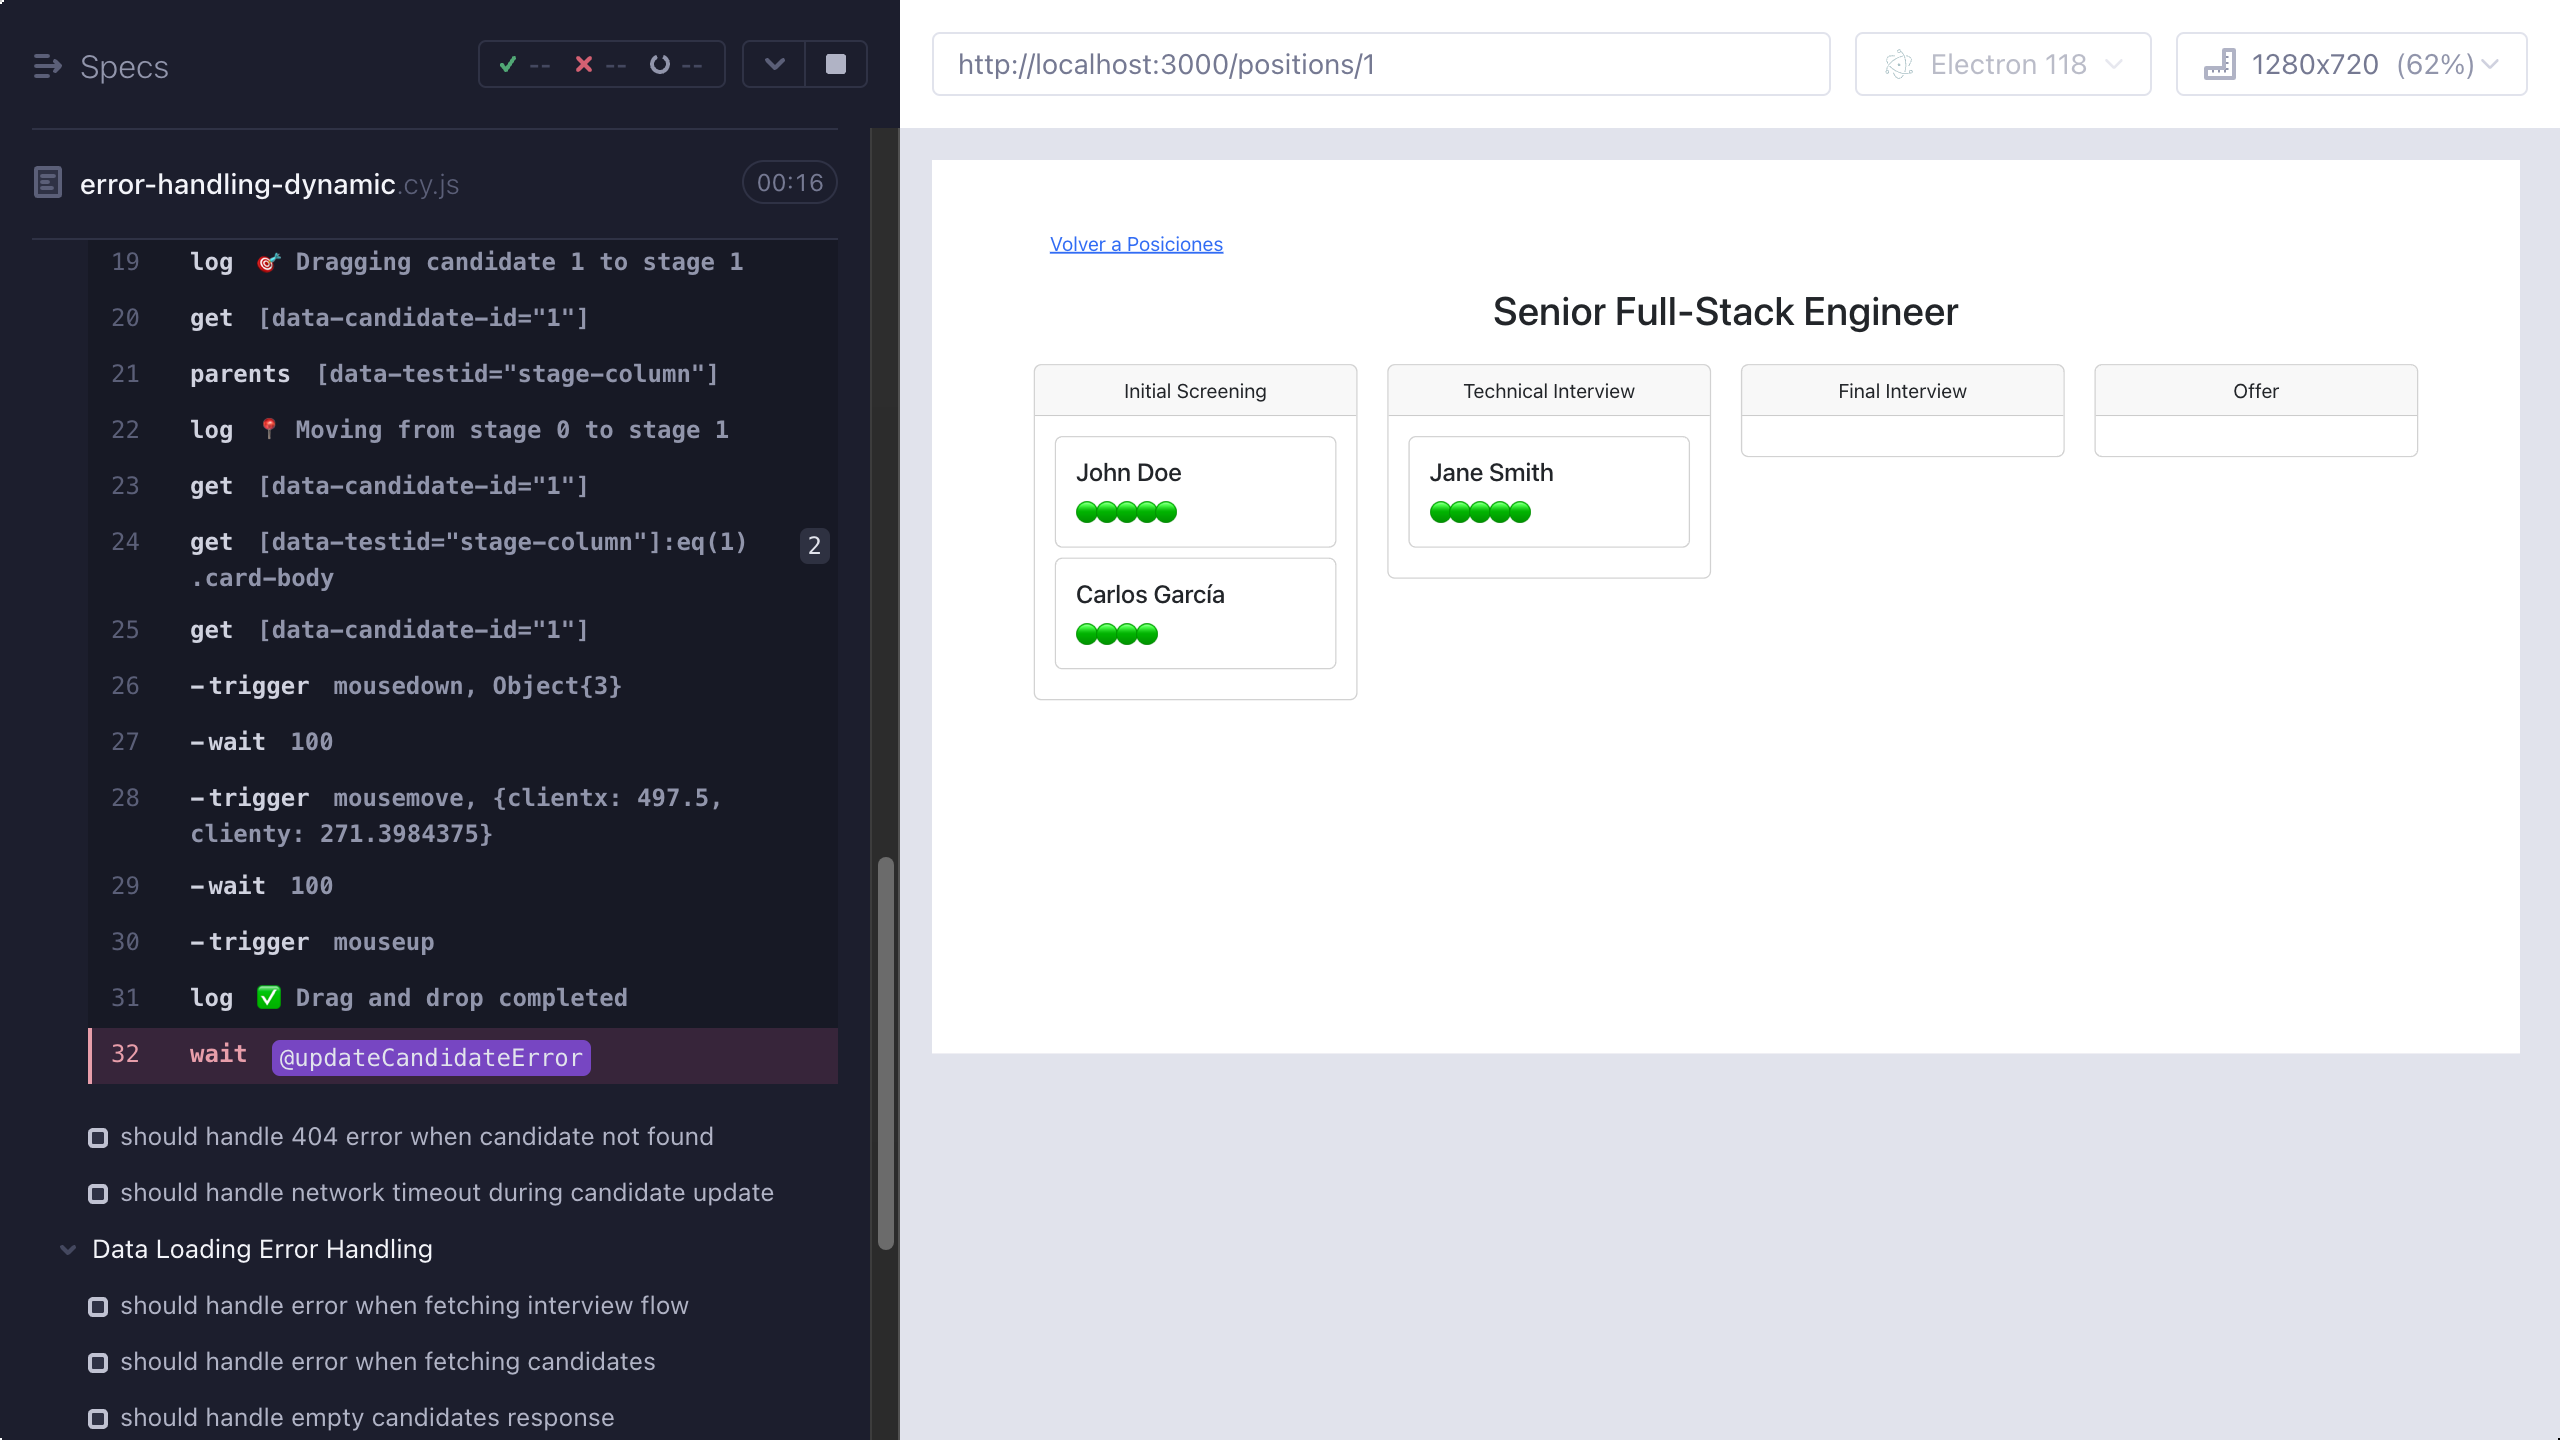 Specs
-- -- --
error-handling-dynamic.cy.js
00:16
19 log 🎯 Dragging candidate 1 to stage 1
20 get [data-candidate-id="1"]
21 parents [data-testid="stage-column"]
22 log 📍 Moving from stage 0 to stage 1
23 get [data-candidate-id="1"]
24 get [data-testid="stage-column"]:eq(1) 2
.card-body
25 get [data-candidate-id="1"]
26 -trigger mousedown, Object{3}
27 -wait 100
28 -trigger mousemove, {clientx: 497.5,
clienty: 271.3984375}
29 -wait 100
30 -trigger mouseup
31 log ✅ Drag and drop completed
32 wait @updateCandidateError
should handle 404 error when candidate not found
should handle network timeout during candidate update
Data Loading Error Handling
should handle error when fetching interview flow
should handle error when fetching candidates
should handle empty candidates response
http://localhost:3000/positions/1
Electron 118
1280x720 (62%)
Volver a Posiciones
Senior Full-Stack Engineer
Initial Screening
John Doe
Carlos García
Technical Interview
Jane Smith
Final Interview
Offer